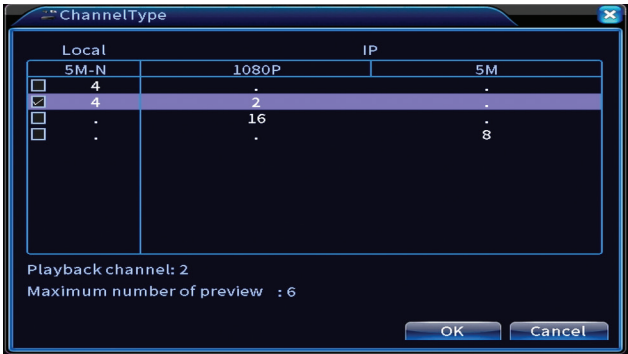 ChannelType
Local IP
5M-N 1080P 5M
4 . .
4 2 .
. 16 .
. . 8
Playback channel: 2
Maximum number of preview : 6
OK Cancel